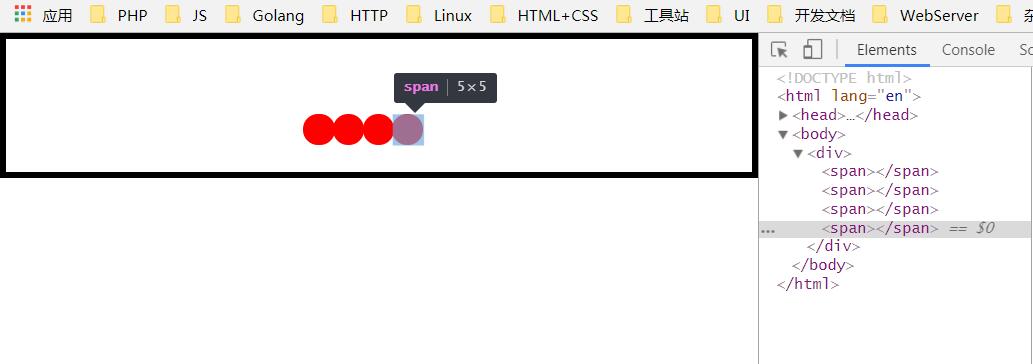 应用 PHP JS Golang HTTP Linux HTML+CSS 工具站 UI 开发文档 WebServer
Elements Console
span 5×5
<!DOCTYPE html>
<html lang="en">
▶<head>…</head>
▼<body>
▼<div>
<span></span>
<span></span>
<span></span>
... <span></span> == $0
</div>
</body>
</html>